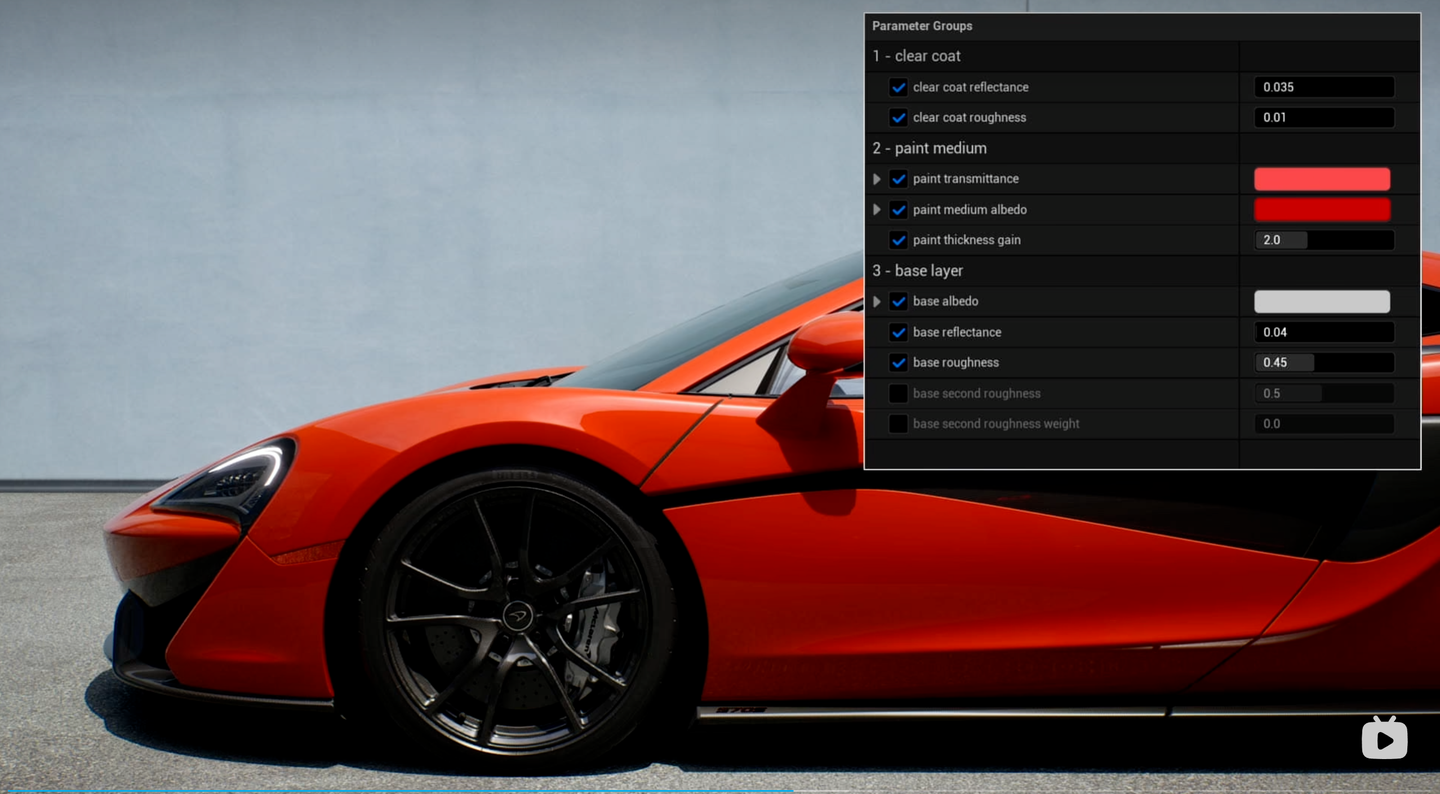 Parameter Groups
1 - clear coat
clear coat reflectance 0.035
clear coat roughness 0.01
2 - paint medium
paint transmittance
paint medium albedo
paint thickness gain 2.0
3 - base layer
base albedo
base reflectance 0.04
base roughness 0.45
base second roughness 0.5
base second roughness weight 0.0
McLaren
570S